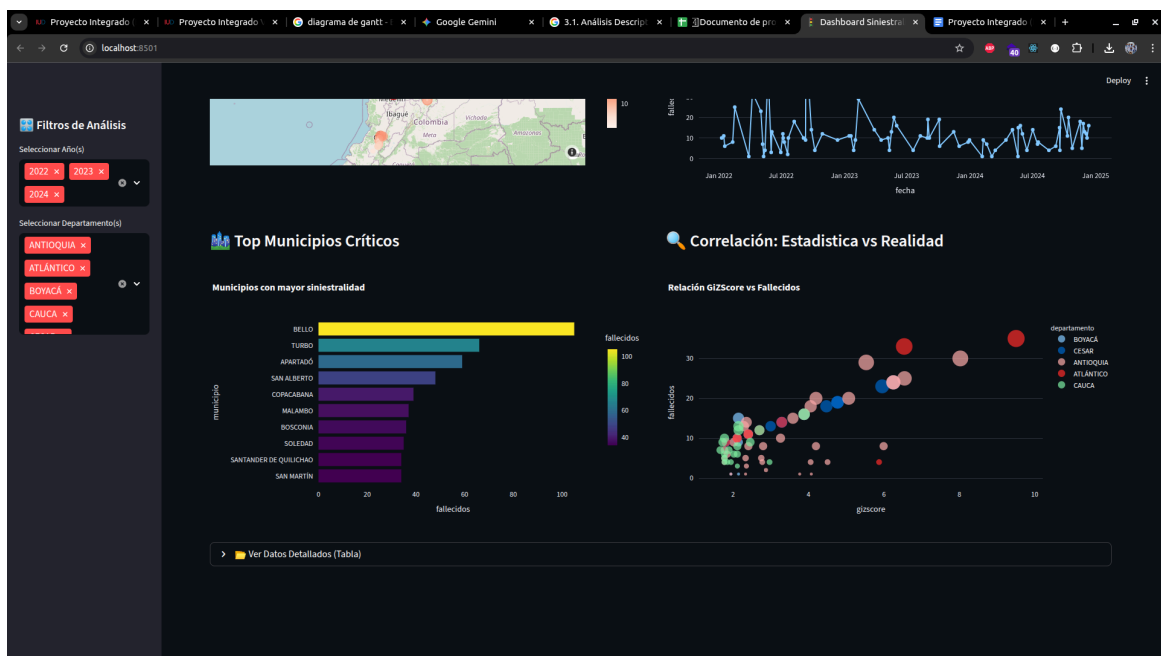 Proyecto Integrado (
Proyecto Integrado V
diagrama de gantt -
Google Gemini
3.1. Análisis Descript
Documento de pro
Dashboard Siniestral
Proyecto Integrado (
localhost:8501
40
Deploy
Filtros de Análisis
Seleccionar Año(s)
2022
2023
2024
Seleccionar Departamento(s)
ANTIOQUIA
ATLÁNTICO
BOYACÁ
CAUCA
Ibagué
Colombia
Vichada
Meta
Amazonas
10
20
0
Jan 2022
Jul 2022
Jan 2023
Jul 2023
Jan 2024
Jul 2024
Jan 2025
fecha
Top Municipios Críticos
Municipios con mayor siniestralidad
municipio
BELLO
TURBO
APARTADÓ
SAN ALBERTO
COPACABANA
MALAMBO
BOSCONIA
SOLEDAD
SANTANDER DE QUILICHAO
SAN MARTÍN
0 20 40 60 80 100
fallecidos
fallecidos
100
80
60
40
Correlación: Estadistica vs Realidad
Relación GiZScore vs Fallecidos
fallecidos
30
20
10
0
2 4 6 8 10
gizscore
departamento
BOYACÁ
CESAR
ANTIOQUIA
ATLÁNTICO
CAUCA
Ver Datos Detallados (Tabla)